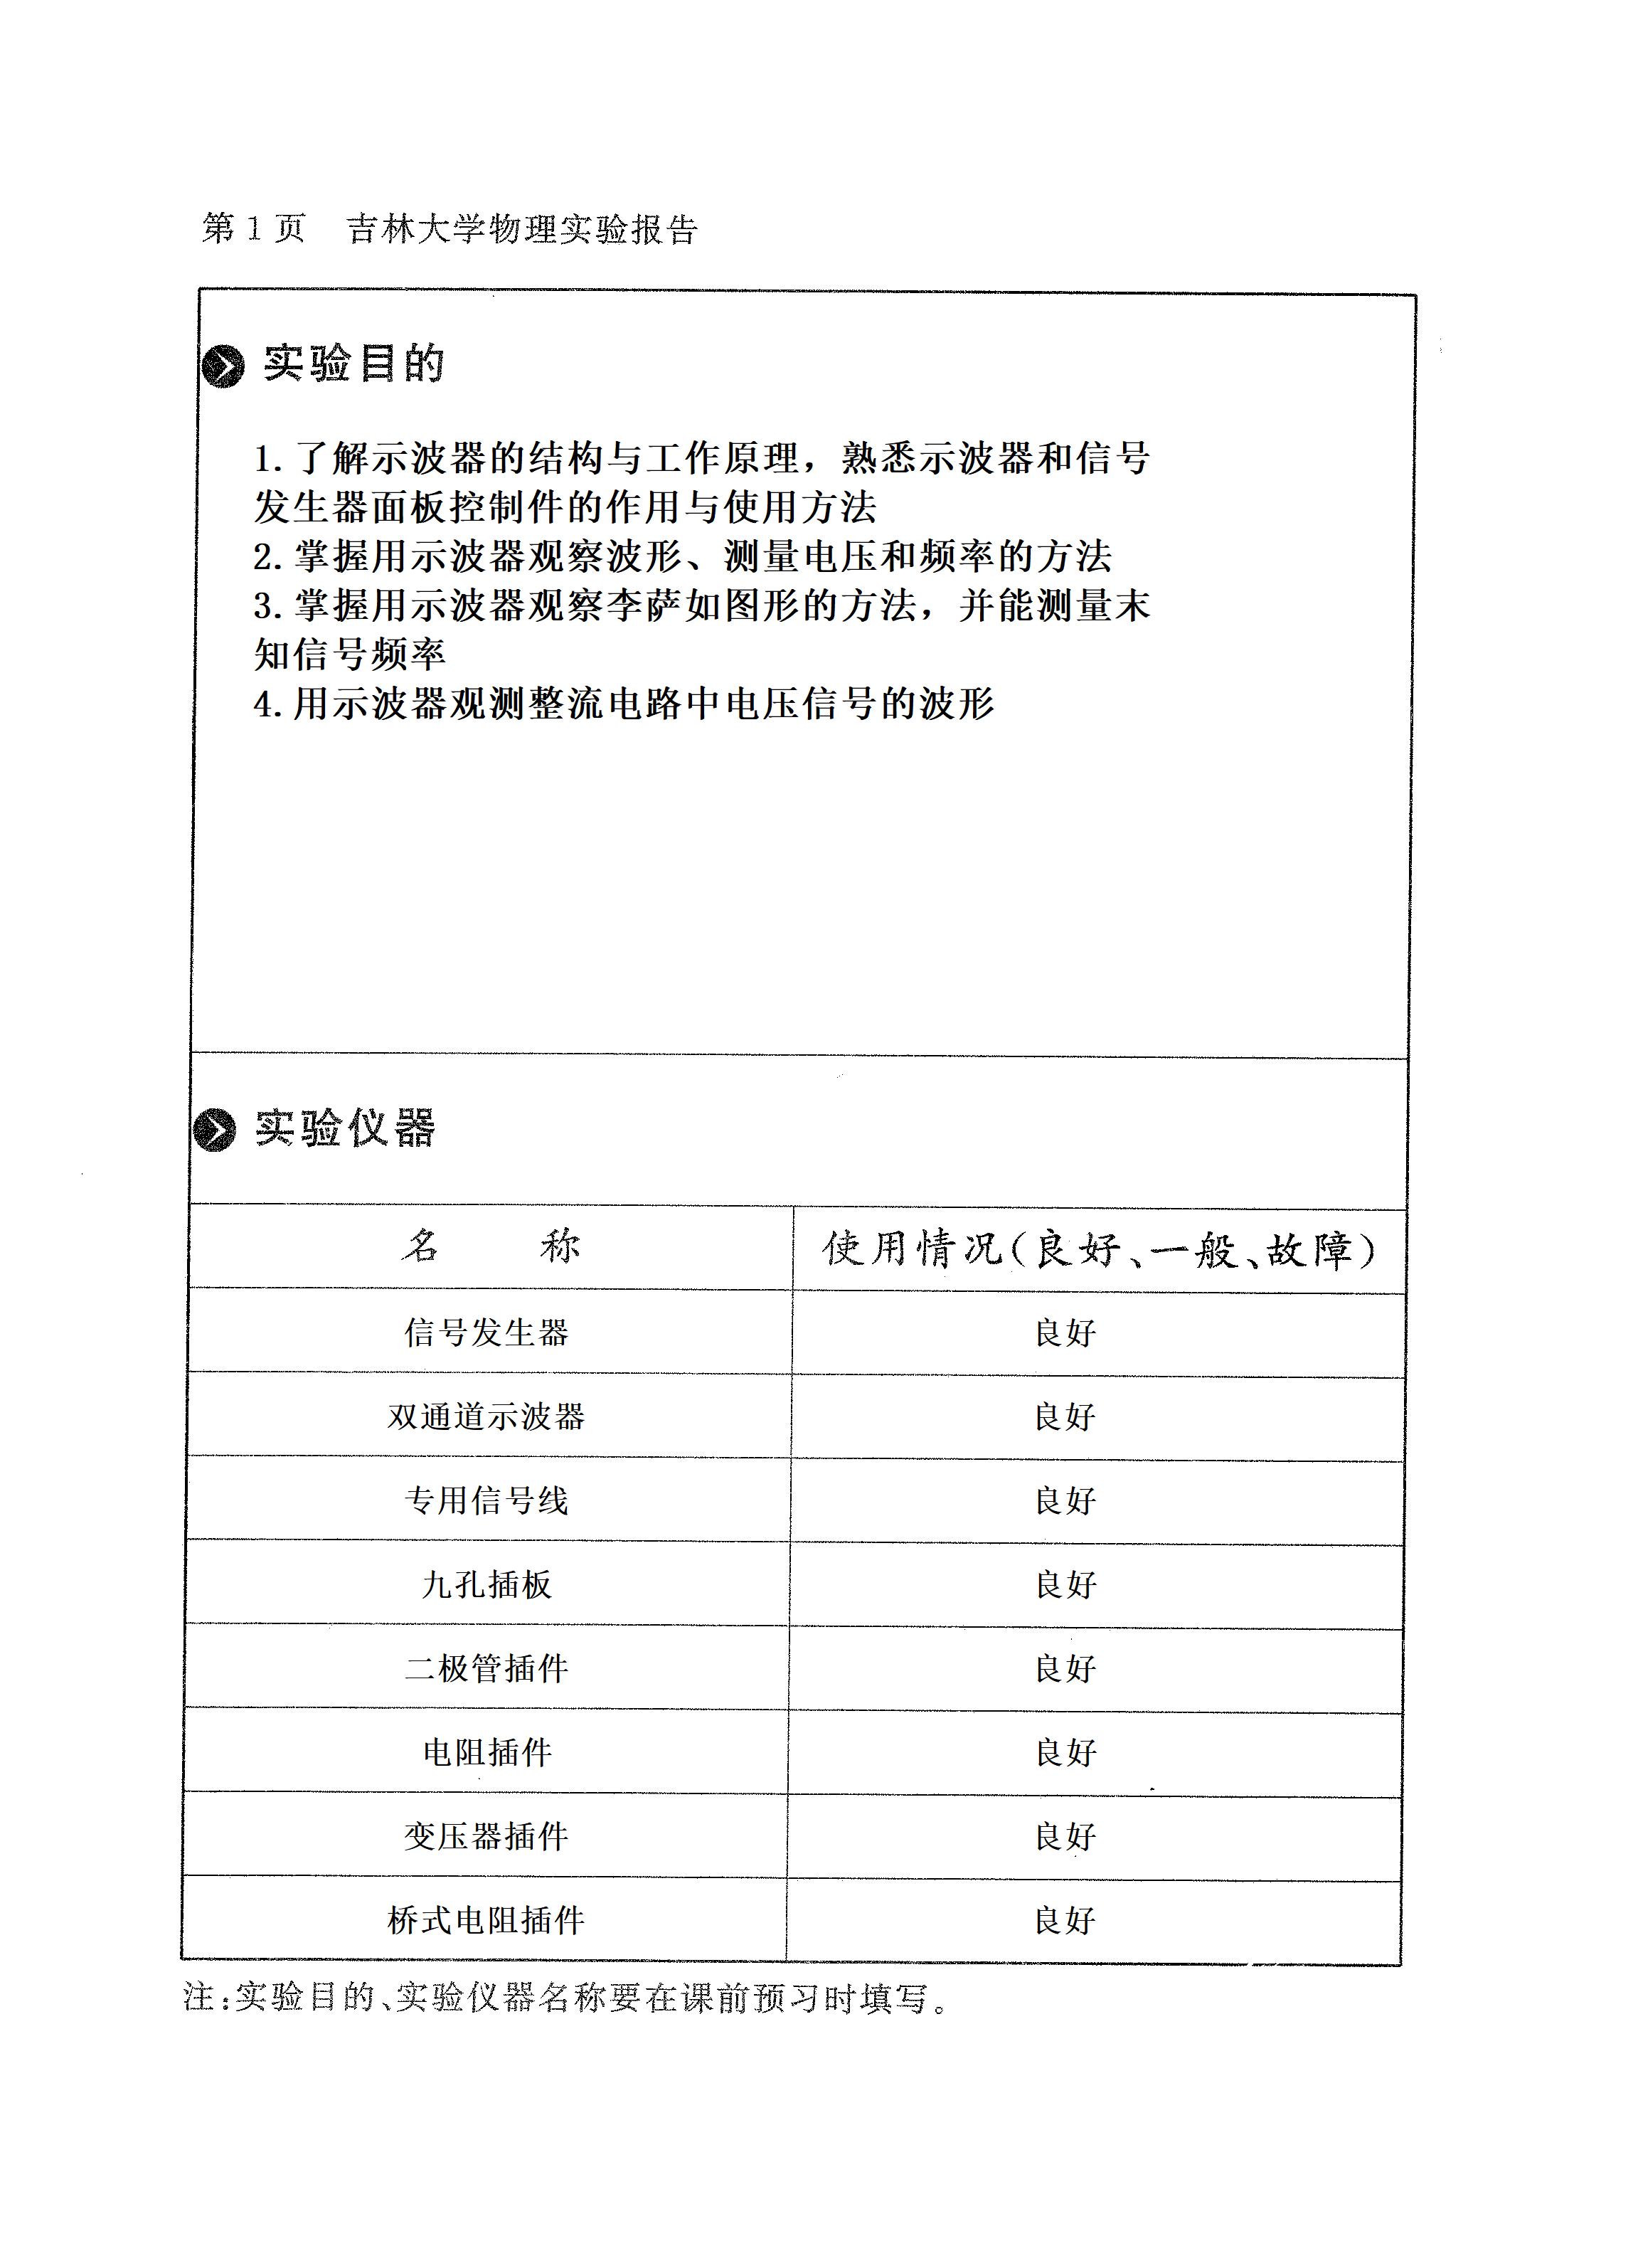 第 1 页 吉林大学物理实验报告
实验目的
1. 了解示波器的结构与工作原理，熟悉示波器和信号
发生器面板控制件的作用与使用方法
2. 掌握用示波器观察波形、测量电压和频率的方法
3. 掌握用示波器观察李萨如图形的方法，并能测量末
知信号频率
4. 用示波器观测整流电路中电压信号的波形
实验仪器
名 称 使用情况(良好、一般、故障)
信号发生器 良好
双通道示波器 良好
专用信号线 良好
九孔插板 良好
二极管插件 良好
电阻插件 良好
变压器插件 良好
桥式电阻插件 良好
注:实验目的、实验仪器名称要在课前预习时填写。